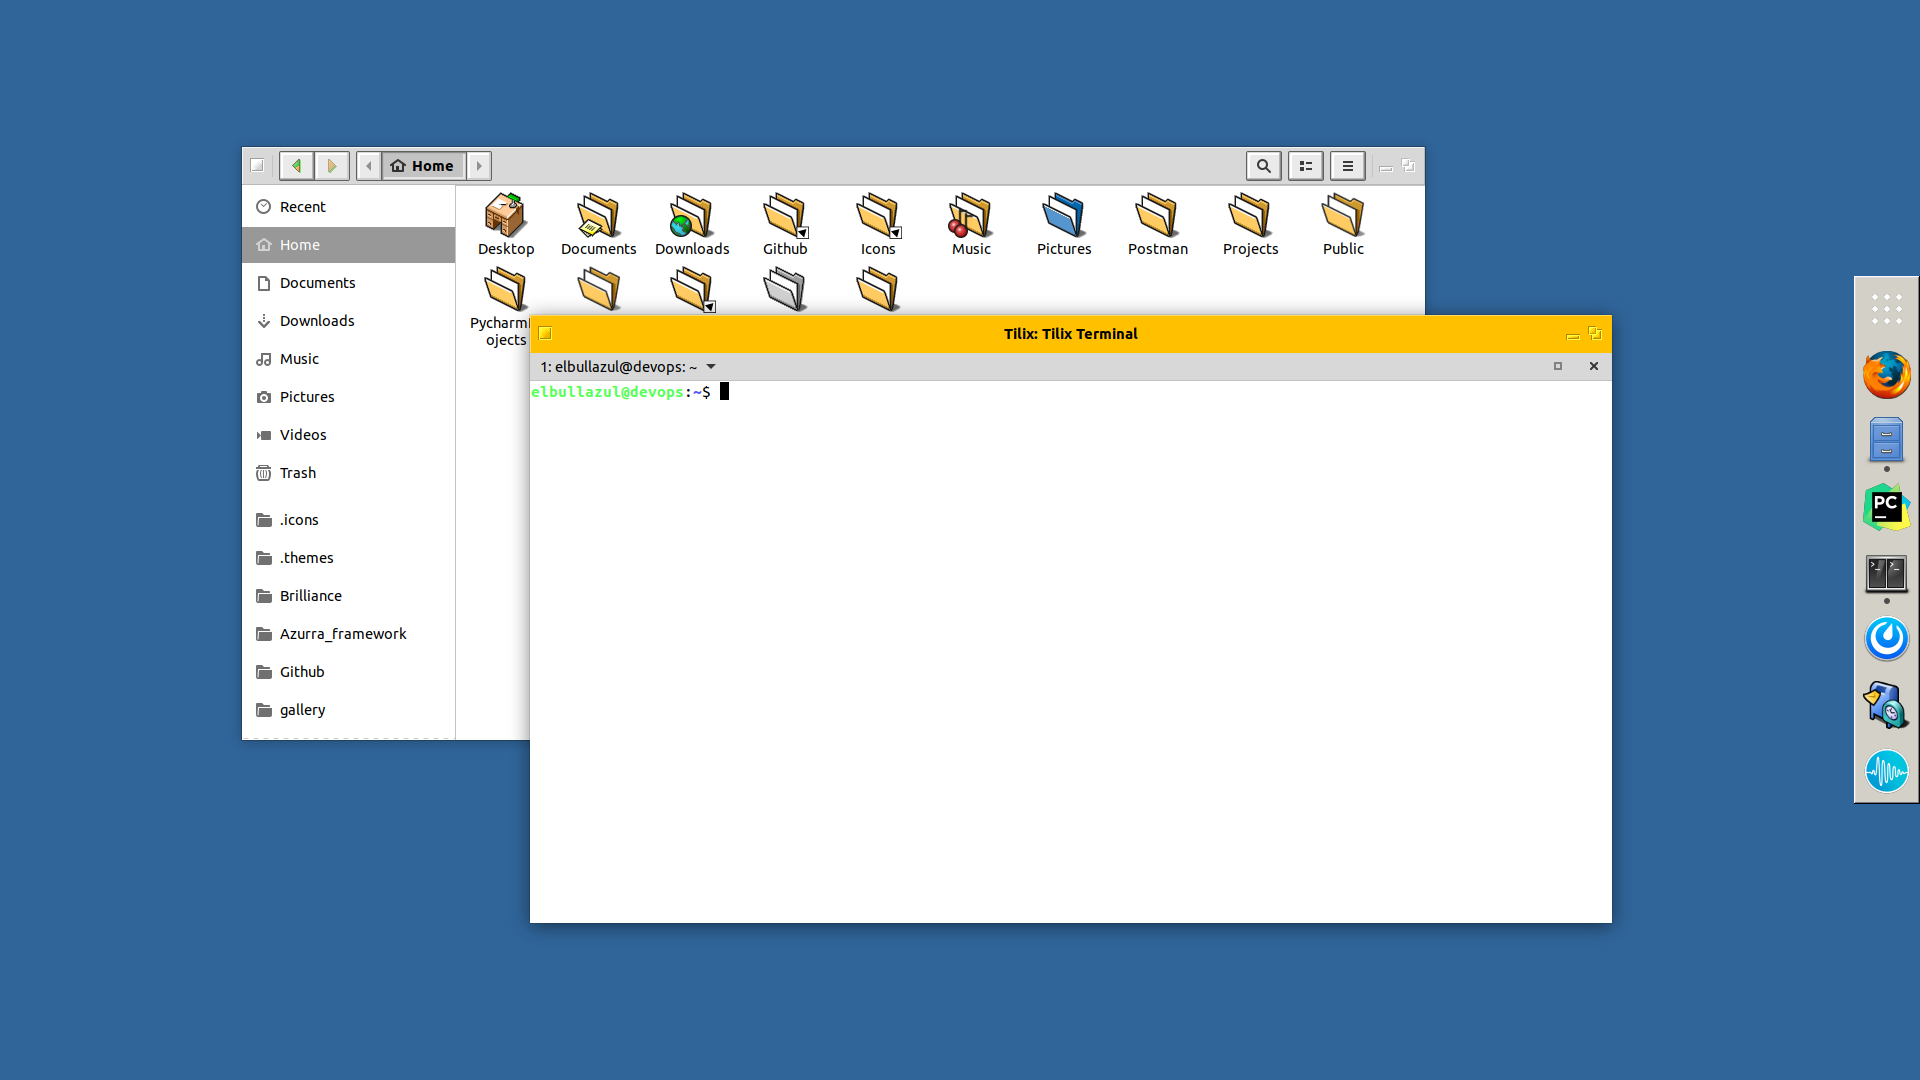 Home
Recent
Home
Documents
Downloads
Music
Pictures
Videos
Trash
.icons
.themes
Brilliance
Azurra_framework
Github
gallery
Desktop
Documents
Downloads
Github
Icons
Music
Pictures
Postman
Projects
Public
ojects
Tilix: Tilix Terminal
1: elbullazul@devops: ~
elbullazul@devops:~$
PC